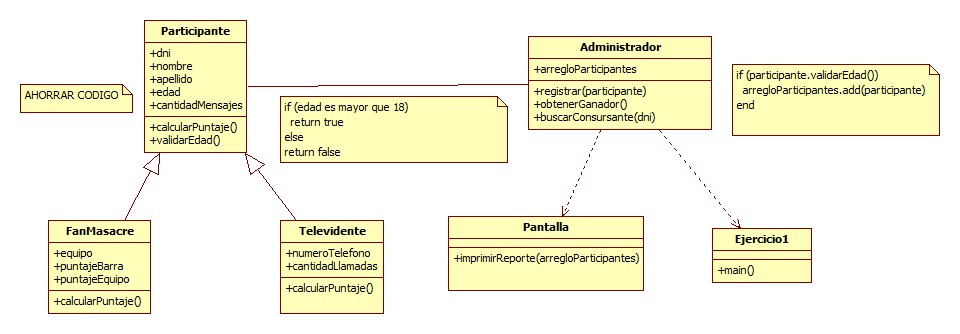 Participante
+dni
+nombre
+apellido
+edad
+cantidadMensajes
+calcularPuntaje()
+validarEdad()
AHORRAR CODIGO
if (edad es mayor que 18)
return true
else
return false
Administrador
+arregloParticipantes
+registrar(participante)
+obtenerGanador()
+buscarConsursante(dni)
if (participante.validarEdad())
arregloParticipantes.add(participante)
end
FanMasacre
+equipo
+puntajeBarra
+puntajeEquipo
+calcularPuntaje()
Televidente
+numeroTelefono
+cantidadLlamadas
+calcularPuntaje()
Pantalla
+imprimirReporte(arregloParticipantes)
Ejercicio1
+main()